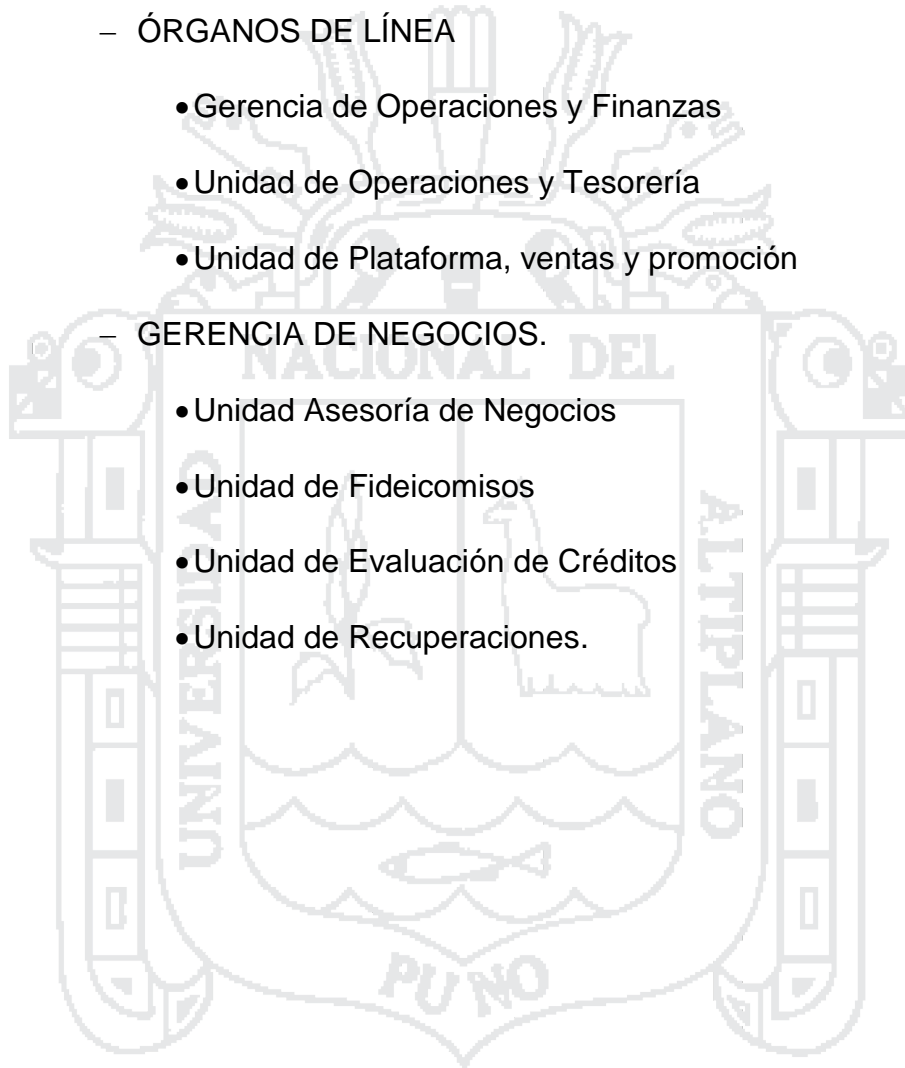 – ÓRGANOS DE LÍNEA
• Gerencia de Operaciones y Finanzas
• Unidad de Operaciones y Tesorería
• Unidad de Plataforma, ventas y promoción
– GERENCIA DE NEGOCIOS.
• Unidad Asesoría de Negocios
• Unidad de Fideicomisos
• Unidad de Evaluación de Créditos
• Unidad de Recuperaciones.
UNIVERSIDAD
NACIONAL DEL
ALTIPLANO
PUNO